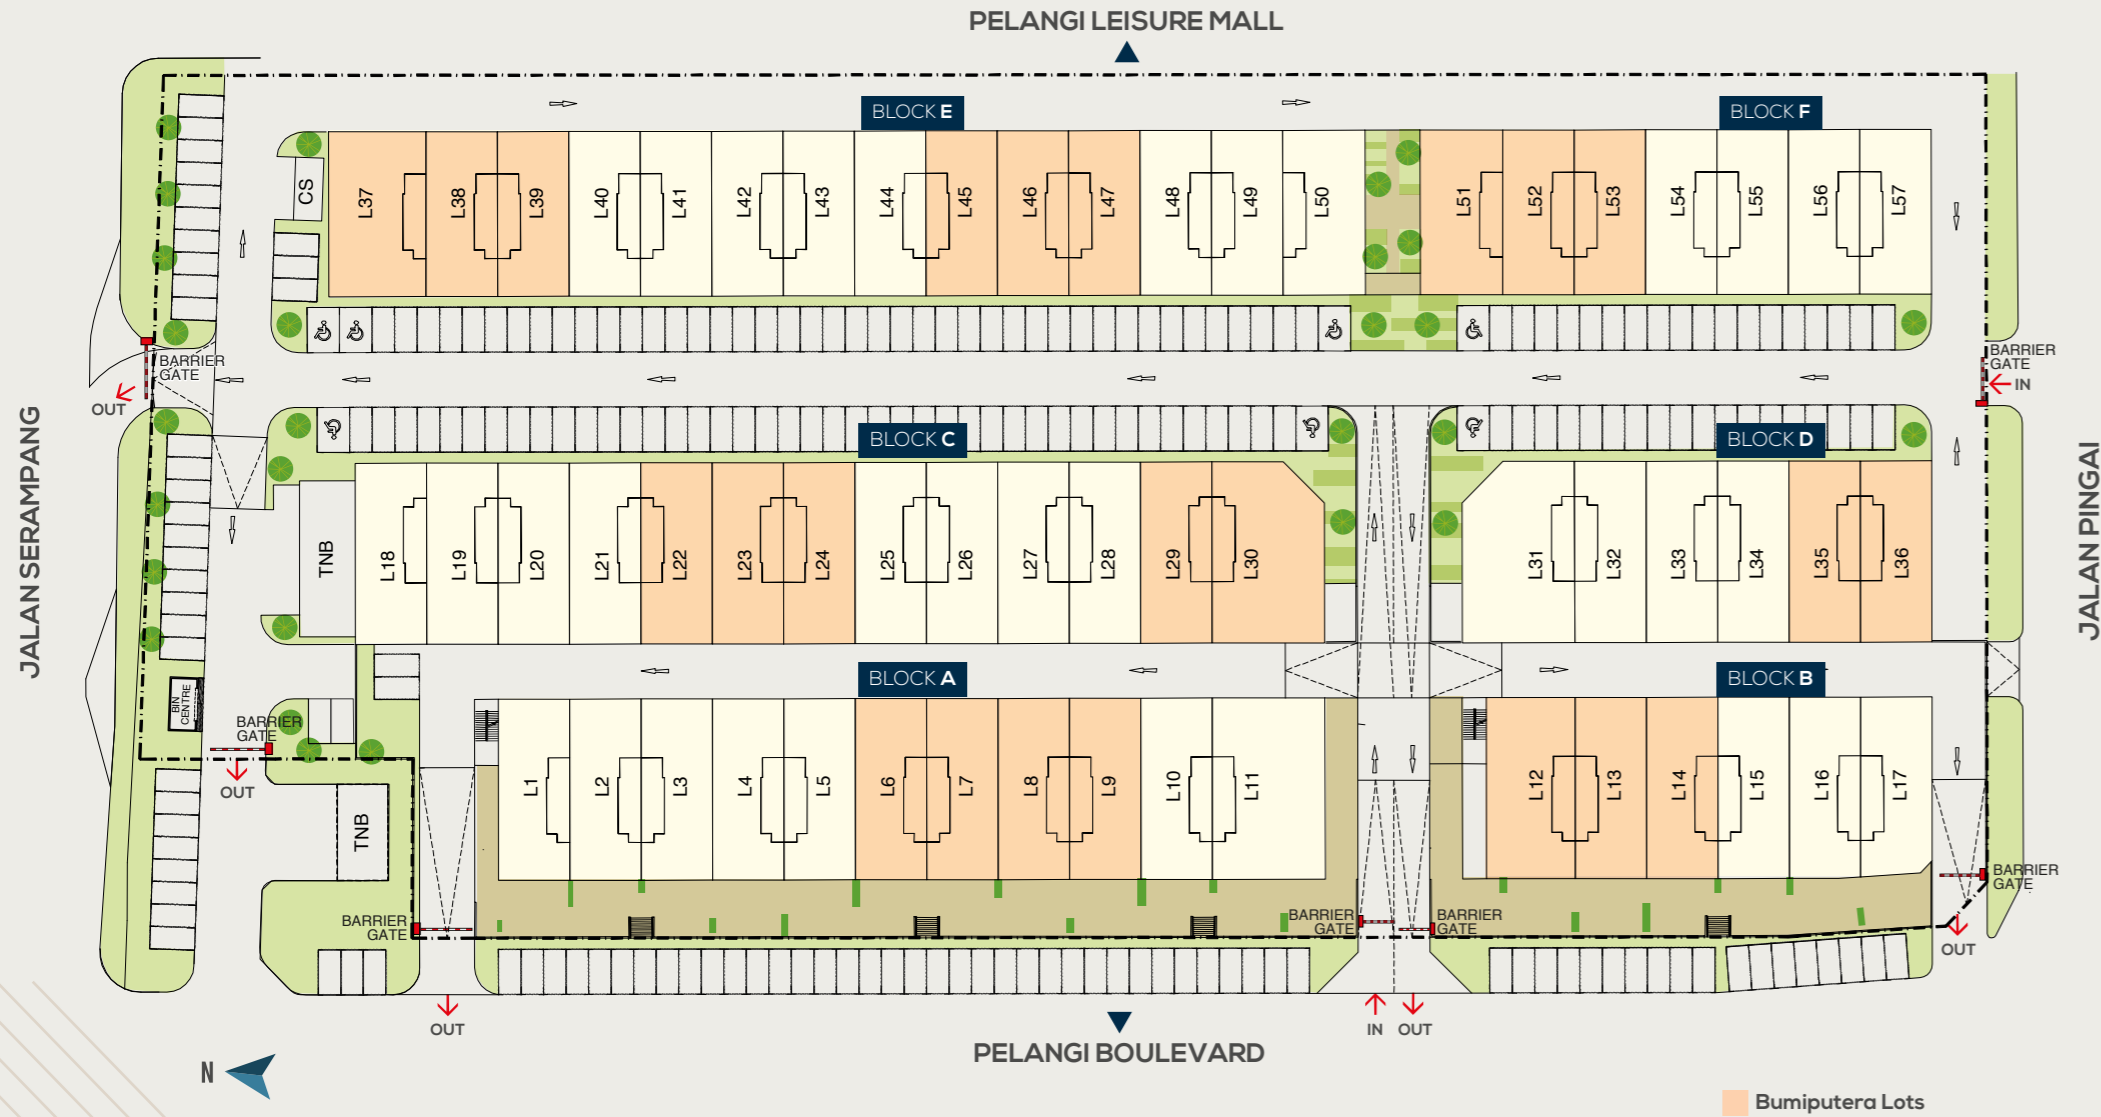 PELANGI LEISURE MALL
BLOCK E
BLOCK F
CS
L37
L38
L39
L40
L41
L42
L43
L44
L45
L46
L47
L48
L49
L50
L51
L52
L53
L54
L55
L56
L57
BARRIER
GATE
OUT
BARRIER
GATE
IN
JALAN SERAMPANG
JALAN PINGAI
BLOCK C
BLOCK D
TNB
L18
L19
L20
L21
L22
L23
L24
L25
L26
L27
L28
L29
L30
L31
L32
L33
L34
L35
L36
BLOCK A
BLOCK B
BIN
CENTRE
BARRIER
GATE
OUT
TNB
L1
L2
L3
L4
L5
L6
L7
L8
L9
L10
L11
L12
L13
L14
L15
L16
L17
BARRIER
GATE
BARRIER
GATE
BARRIER
GATE
BARRIER
GATE
OUT
OUT
IN
OUT
PELANGI BOULEVARD
N
Bumiputera Lots